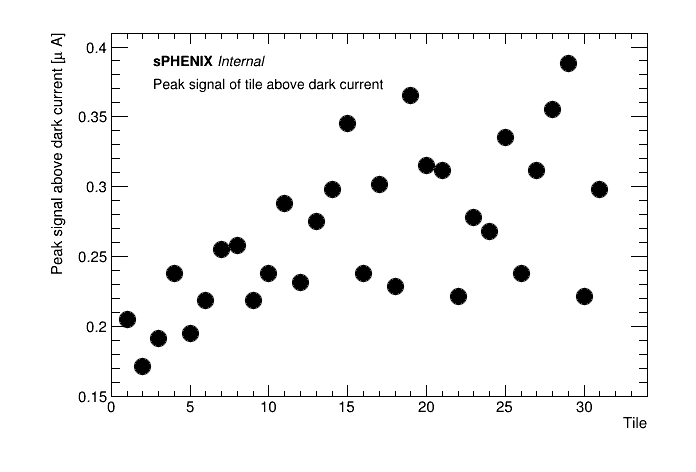 sPHENIX Internal
Peak signal of tile above dark current
Peak signal above dark current [μ A]
0.4
0.35
0.3
0.25
0.2
0.15
0 5 10 15 20 25 30
Tile